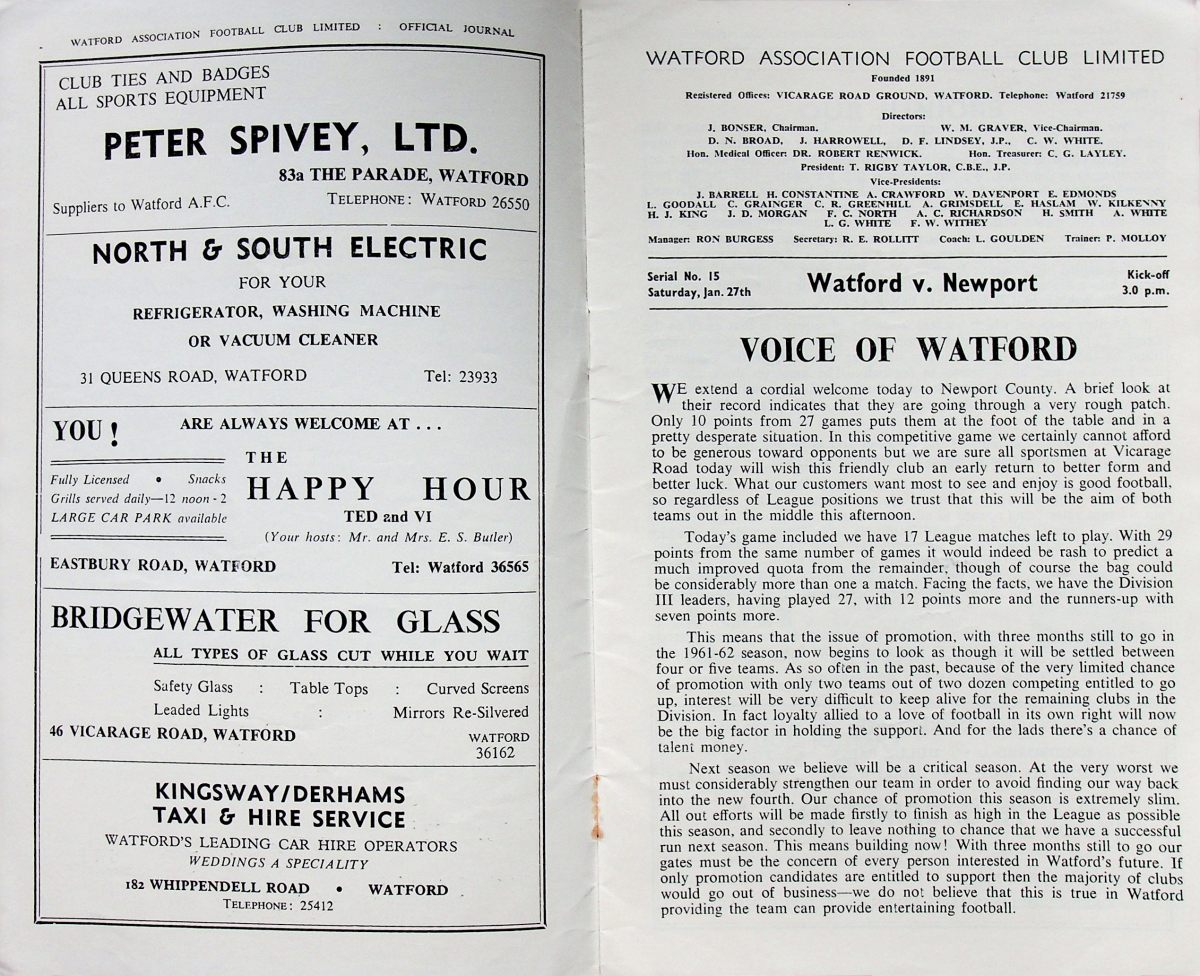 WATFORD ASSOCIATION FOOTBALL CLUB LIMITED : OFFICIAL JOURNAL
CLUB TIES AND BADGES
ALL SPORTS EQUIPMENT
PETER SPIVEY, LTD.
83a THE PARADE, WATFORD
Suppliers to Watford A.F.C. TELEPHONE: WATFORD 26550
NORTH & SOUTH ELECTRIC
FOR YOUR
REFRIGERATOR, WASHING MACHINE
OR VACUUM CLEANER
31 QUEENS ROAD, WATFORD Tel: 23933
YOU! ARE ALWAYS WELCOME AT . . .
THE
Fully Licensed • Snacks
HAPPY HOUR
Grills served daily—12 noon - 2
LARGE CAR PARK available
TED and VI
(Your hosts: Mr. and Mrs. E. S. Butler)
EASTBURY ROAD, WATFORD Tel: Watford 36565
BRIDGEWATER FOR GLASS
ALL TYPES OF GLASS CUT WHILE YOU WAIT
Safety Glass : Table Tops : Curved Screens
Leaded Lights : Mirrors Re-Silvered
46 VICARAGE ROAD, WATFORD WATFORD
36162
KINGSWAY/DERHAMS
TAXI & HIRE SERVICE
WATFORD'S LEADING CAR HIRE OPERATORS
WEDDINGS A SPECIALITY
182 WHIPPENDELL ROAD • WATFORD
TELEPHONE: 25412
WATFORD ASSOCIATION FOOTBALL CLUB LIMITED
Founded 1891
Registered Offices: VICARAGE ROAD GROUND, WATFORD. Telephone: Watford 21759
Directors:
J. BONSER, Chairman. W. M. GRAVER, Vice-Chairman.
D. N. BROAD, J. HARROWELL, D. F. LINDSEY, J.P., C. W. WHITE.
Hon. Medical Officer: DR. ROBERT RENWICK. Hon. Treasurer: C. G. LAYLEY.
President: T. RIGBY TAYLOR, C.B.E., J.P.
Vice-Presidents:
J. BARRELL H. CONSTANTINE A. CRAWFORD W. DAVENPORT E. EDMONDS
L. GOODALL C. GRAINGER C. R. GREENHILL A. GRIMSDELL E. HASLAM W. KILKENNY
H. J. KING J. D. MORGAN F. C. NORTH A. C. RICHARDSON H. SMITH A. WHITE
L. G. WHITE F. W. WITHEY
Manager: RON BURGESS Secretary: R. E. ROLLITT Coach: L. GOULDEN Trainer: P. MOLLOY
Serial No. 15
Saturday, Jan. 27th
Watford v. Newport
Kick-off
3.0 p.m.
VOICE OF WATFORD
WE extend a cordial welcome today to Newport County. A brief look at
their record indicates that they are going through a very rough patch.
Only 10 points from 27 games puts them at the foot of the table and in a
pretty desperate situation. In this competitive game we certainly cannot afford
to be generous toward opponents but we are sure all sportsmen at Vicarage
Road today will wish this friendly club an early return to better form and
better luck. What our customers want most to see and enjoy is good football,
so regardless of League positions we trust that this will be the aim of both
teams out in the middle this afternoon.
Today's game included we have 17 League matches left to play. With 29
points from the same number of games it would indeed be rash to predict a
much improved quota from the remainder, though of course the bag could
be considerably more than one a match. Facing the facts, we have the Division
III leaders, having played 27, with 12 points more and the runners-up with
seven points more.
This means that the issue of promotion, with three months still to go in
the 1961-62 season, now begins to look as though it will be settled between
four or five teams. As so often in the past, because of the very limited chance
of promotion with only two teams out of two dozen competing entitled to go
up, interest will be very difficult to keep alive for the remaining clubs in the
Division. In fact loyalty allied to a love of football in its own right will now
be the big factor in holding the support. And for the lads there's a chance of
talent money.
Next season we believe will be a critical season. At the very worst we
must considerably strengthen our team in order to avoid finding our way back
into the new fourth. Our chance of promotion this season is extremely slim.
All out efforts will be made firstly to finish as high in the League as possible
this season, and secondly to leave nothing to chance that we have a successful
run next season. This means building now! With three months still to go our
gates must be the concern of every person interested in Watford's future. If
only promotion candidates are entitled to support then the majority of clubs
would go out of business—we do not believe that this is true in Watford
providing the team can provide entertaining football.